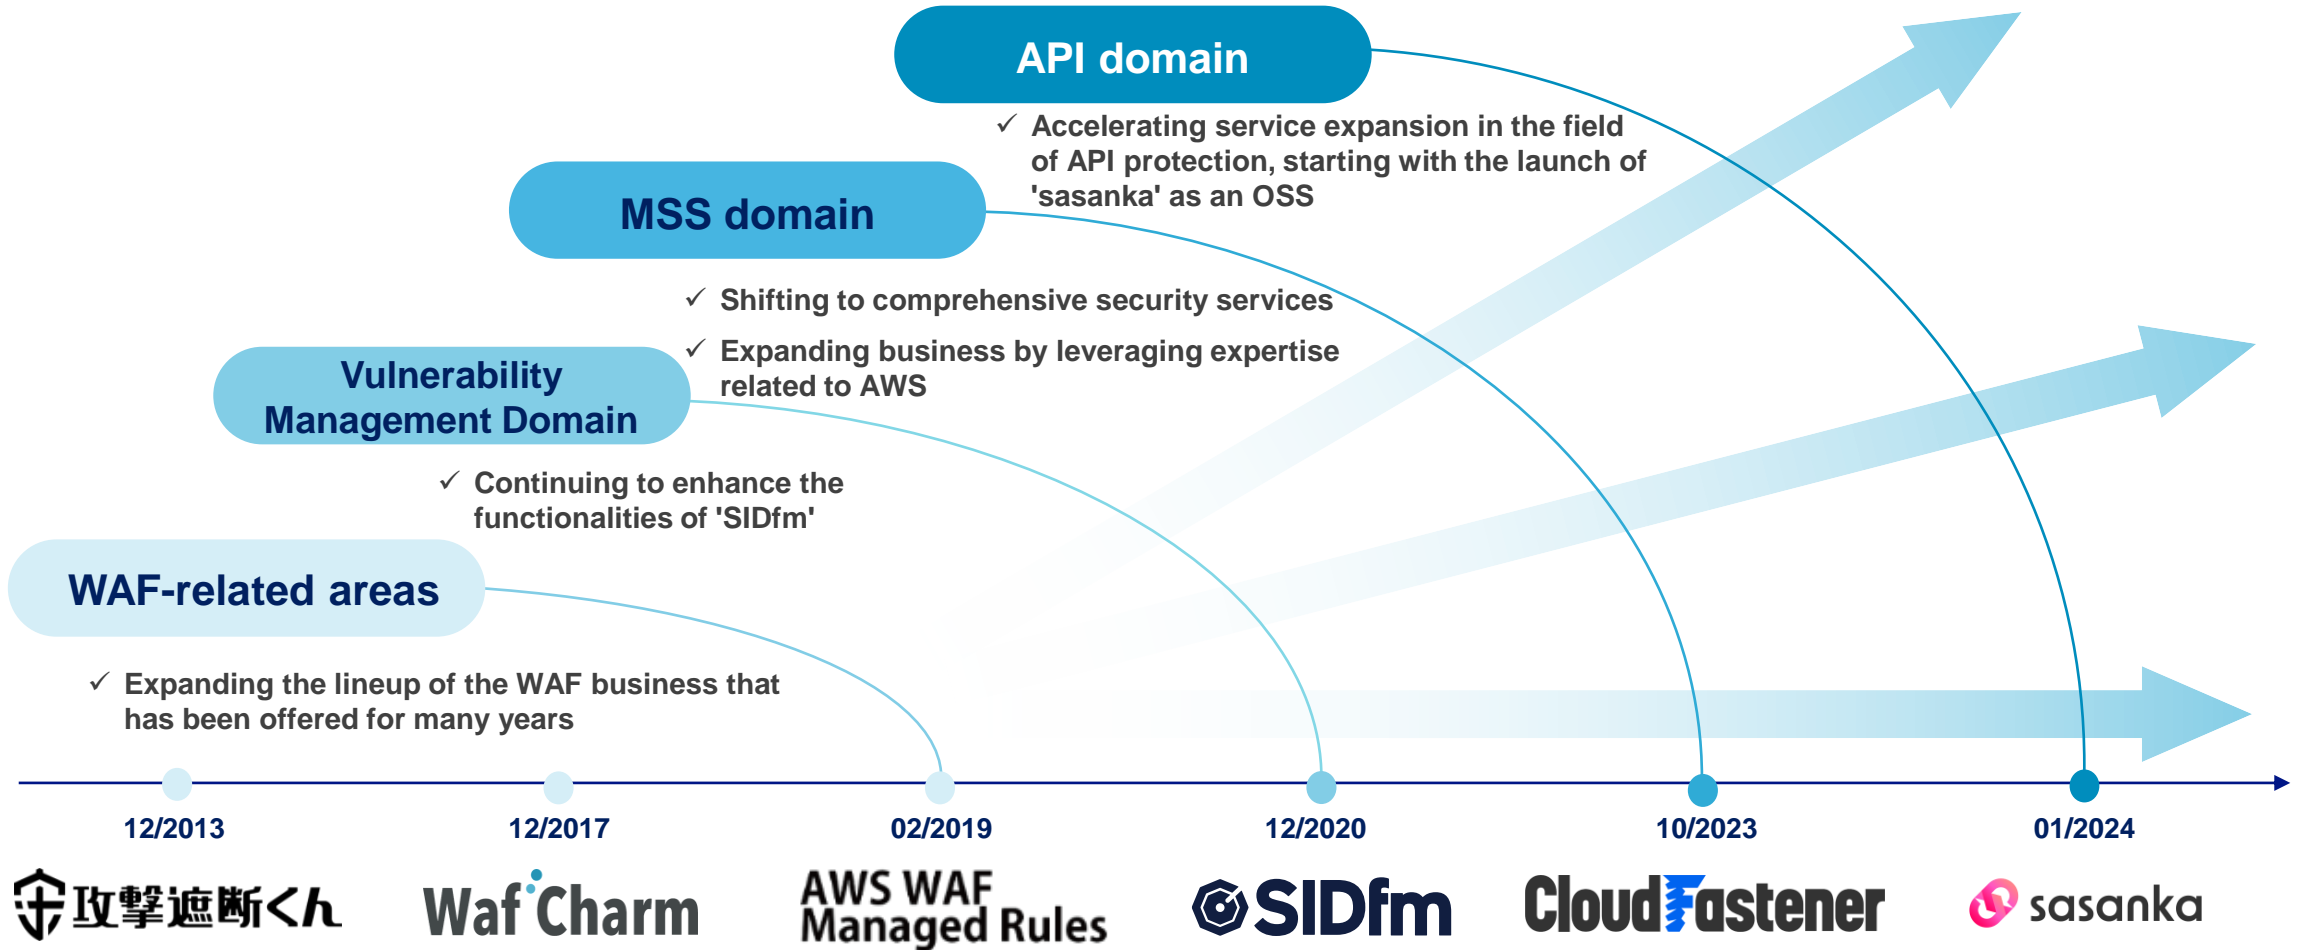 API domain
✓ Accelerating service expansion in the field
of API protection, starting with the launch of
'sasanka' as an OSS
MSS domain
✓ Shifting to comprehensive security services
✓ Expanding business by leveraging expertise
related to AWS
Vulnerability
Management Domain
✓ Continuing to enhance the
functionalities of 'SIDfm'
WAF-related areas
✓ Expanding the lineup of the WAF business that
has been offered for many years
12/2013
12/2017
02/2019
12/2020
10/2023
01/2024
攻撃遮断くん
WafCharm
AWS WAF
Managed Rules
SIDfm
CloudFastener
sasanka